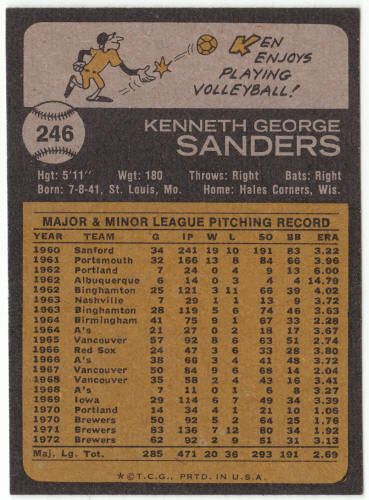 KEN
ENJOYS
PLAYING
VOLLEYBALL!
246
KENNETH GEORGE
SANDERS
Hgt: 5'11" Wgt: 180 Throws: Right Bats: Right
Born: 7-8-41, St. Louis, Mo. Home: Hales Corners, Wis.
MAJOR & MINOR LEAGUE PITCHING RECORD
YEAR TEAM G IP W L SO BB ERA
1960 Sanford 34 241 19 10 191 83 3.22
1961 Portsmouth 32 166 13 8 84 66 3.96
1962 Portland 7 24 0 4 9 13 6.00
1962 Albuquerque 6 14 0 3 4 4 14.79
1962 Binghamton 25 121 3 11 66 39 4.02
1963 Nashville 7 29 1 1 13 9 3.72
1963 Binghamton 28 119 5 6 74 46 3.63
1964 Birmingham 41 75 9 1 67 33 2.28
1964 A's 21 27 0 2 18 17 3.67
1965 Vancouver 57 92 8 6 63 51 2.74
1966 Red Sox 24 47 3 6 33 28 3.80
1966 A's 38 66 3 4 41 48 3.72
1967 Vancouver 50 84 9 6 68 14 2.04
1968 Vancouver 58 2 8 43 16 3.41
1968 A's 7 11 0 1 6 8 3.27
1969 Iowa 29 114 6 7 49 34 3.39
1970 Portland 14 21 0 2 10 4 1.69
1970 Brewers 50 92 5 2 64 25 1.76
1971 Brewers 83 136 7 12 80 34 1.92
1972 Brewers 62 92 2 9 51 31 3.13
Maj. Lg. Tot. 285 471 20 36 293 191 2.69
*©T.C.G. PRTD. IN U.S.A.